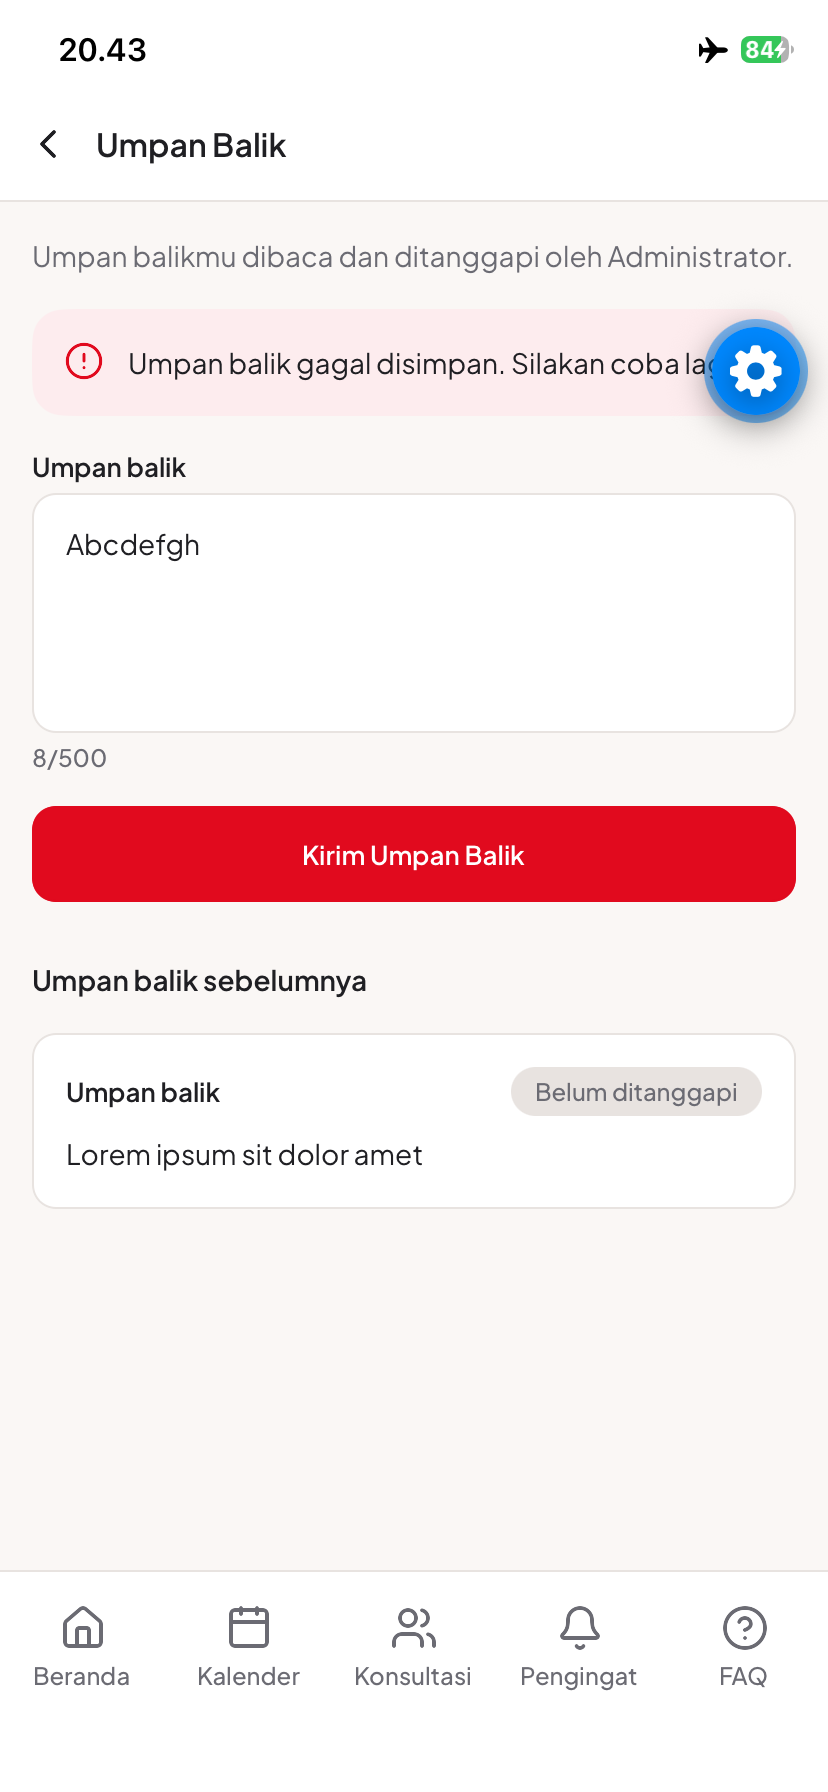 20.43
84
Umpan Balik
Umpan balikmu dibaca dan ditanggapi oleh Administrator.
Umpan balik gagal disimpan. Silakan coba
Umpan balik
Abcdefgh
8/500
Kirim Umpan Balik
Umpan balik sebelumnya
Umpan balik
Belum ditanggapi
Lorem ipsum sit dolor amet
Beranda
Kalender
Konsultasi
Pengingat
FAQ